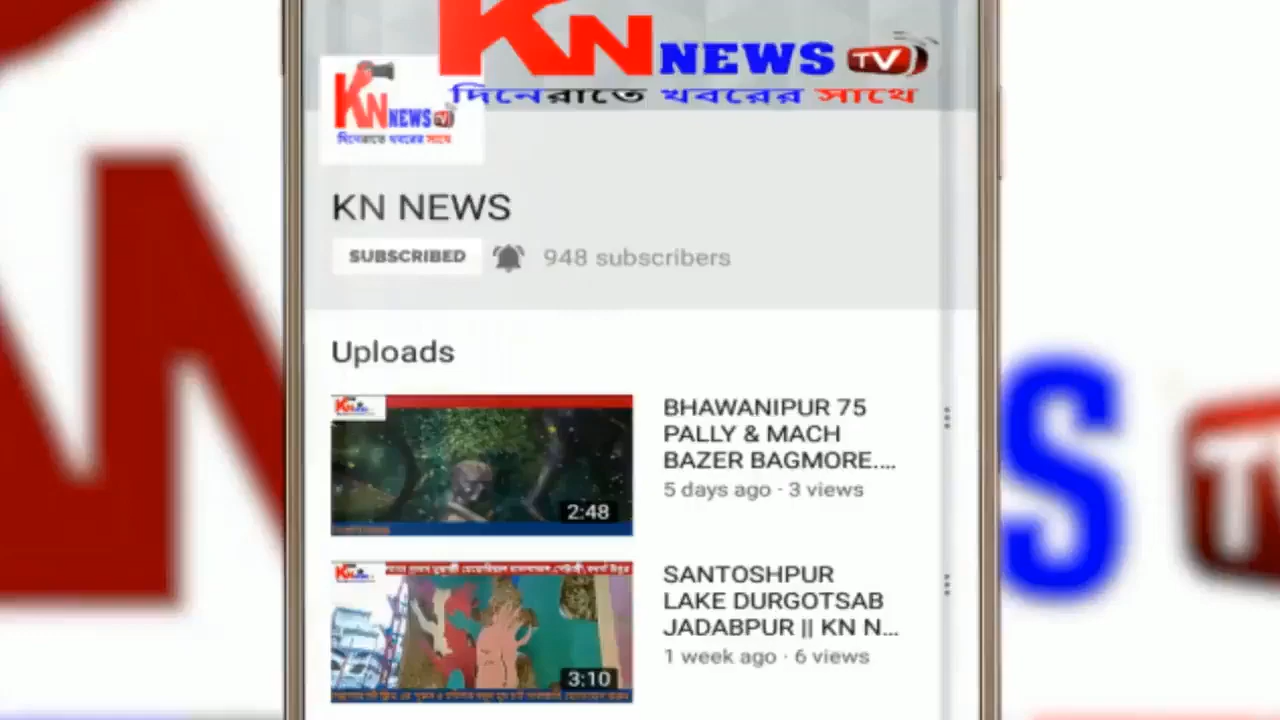 KN NEWS TV
দিনেরাতে খবরের সাথে
KN NEWS TV
দিনেরাতে খবরের সাথে
KN NEWS
SUBSCRIBED 948 subscribers
Uploads
BHAWANIPUR 75
PALLY & MACH
BAZER BAGMORE....
5 days ago · 3 views
2:48
SANTOSHPUR
LAKE DURGOTSAB
JADABPUR || KN N...
1 week ago · 6 views
3:10
N
S TV